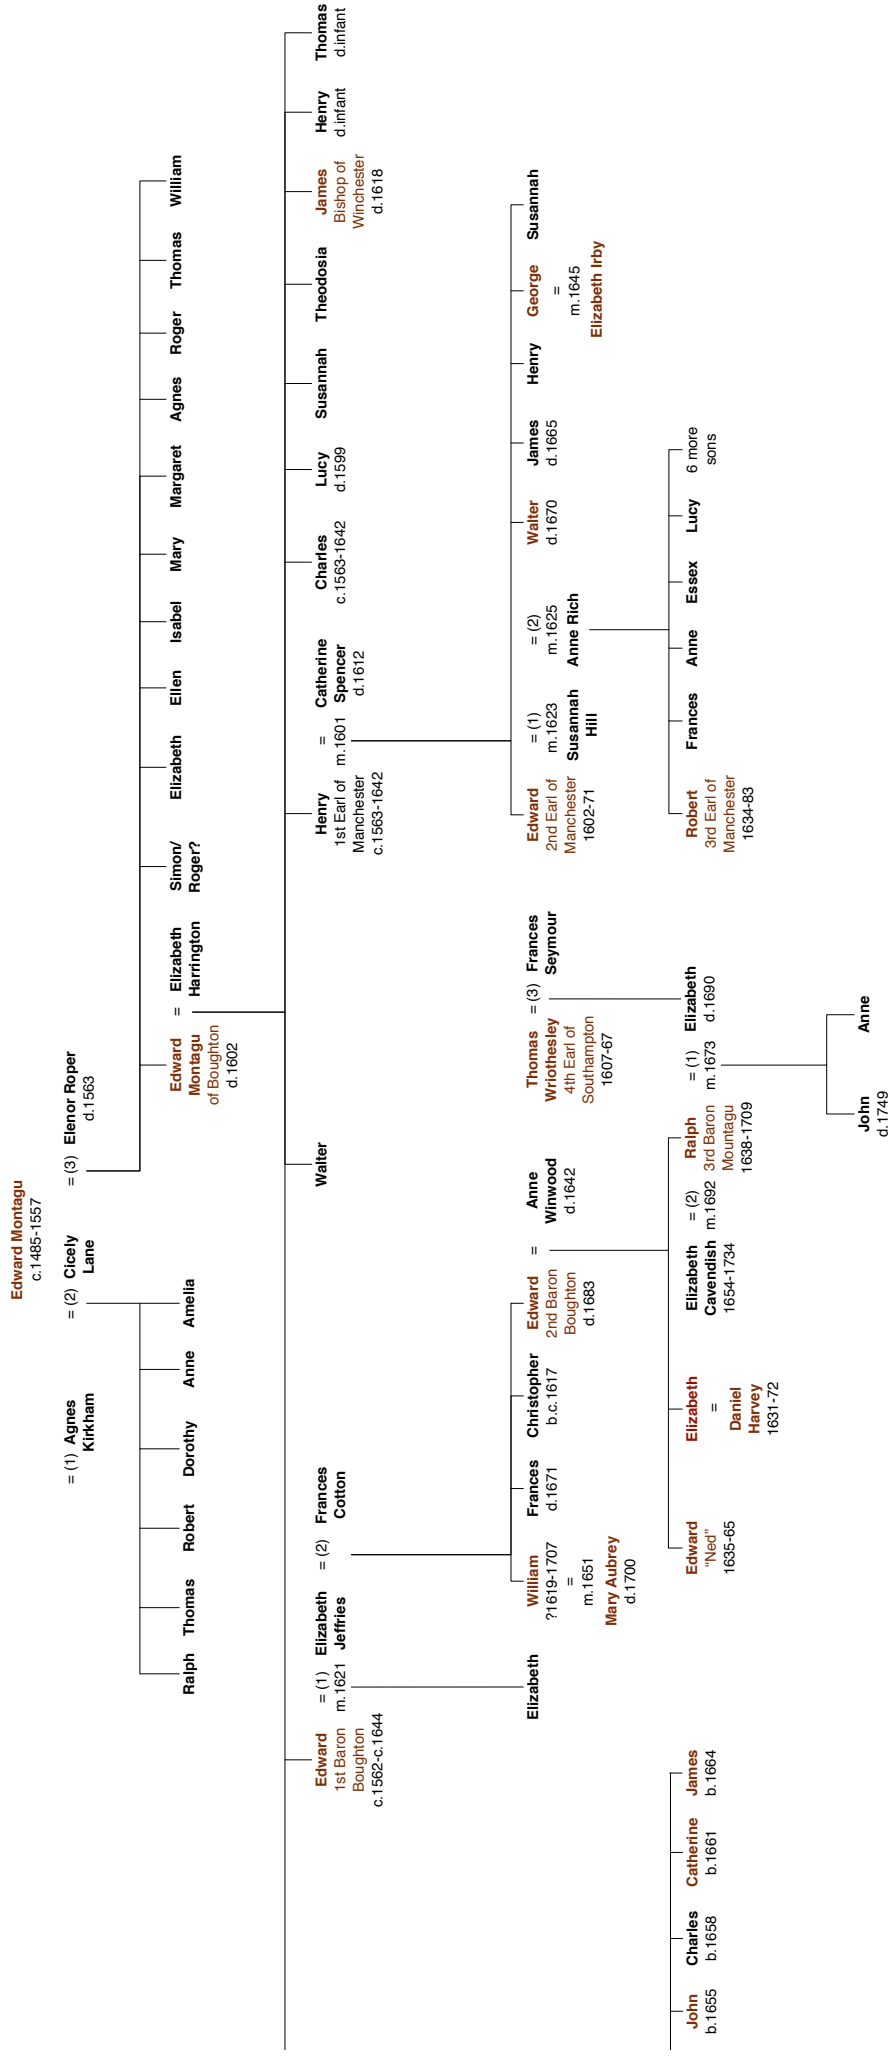 Edward Montagu
c.1485-1557
= (1) Agnes
Kirkham
= (2) Cicely
Lane
= (3) Elenor Roper
d.1563
Ralph
Thomas
Robert
Dorothy
Anne
Amelia
Edward
Montagu
of Boughton
d.1602
= Elizabeth
Harrington
Simon/
Roger?
Elizabeth
Ellen
Isabel
Mary
Margaret
Agnes
Roger
Thomas
William
Edward
1st Baron
Boughton
c.1562-c.1644
= (1) Elizabeth
m.1621 Jeffries
= (2) Frances
Cotton
Walter
Henry
1st Earl of
Manchester
c.1563-1642
= Catherine
m.1601 Spencer
d.1612
Charles
c.1563-1642
Lucy
d.1599
Susannah
Theodosia
James
Bishop of
Winchester
d.1618
Henry
d.infant
Thomas
d.infant
Elizabeth
William
?1619-1707
=
m.1651
Mary Aubrey
d.1700
Frances
d.1671
Christopher
b.c.1617
Edward
2nd Baron
Boughton
d.1683
= Anne
Winwood
d.1642
Thomas
Wriothesley
4th Earl of
Southampton
1607-67
= (3) Frances
Seymour
Edward
2nd Earl of
Manchester
1602-71
= (1)
m.1623
Susannah
Hill
= (2)
m.1625
Anne Rich
Walter
d.1670
James
d.1665
Henry
George
=
m.1645
Elizabeth Irby
Susannah
John
b.1655
Charles
b.1658
Catherine
b.1661
James
b.1664
Edward
“Ned”
1635-65
Elizabeth
=
Daniel
Harvey
1631-72
Elizabeth
Cavendish
1654-1734
= (2)
m.1692
Ralph
3rd Baron
Mountagu
1638-1709
= (1)
m.1673
Elizabeth
d.1690
Robert
3rd Earl of
Manchester
1634-83
Frances
Anne
Essex
Lucy
6 more
sons
John
d.1749
Anne